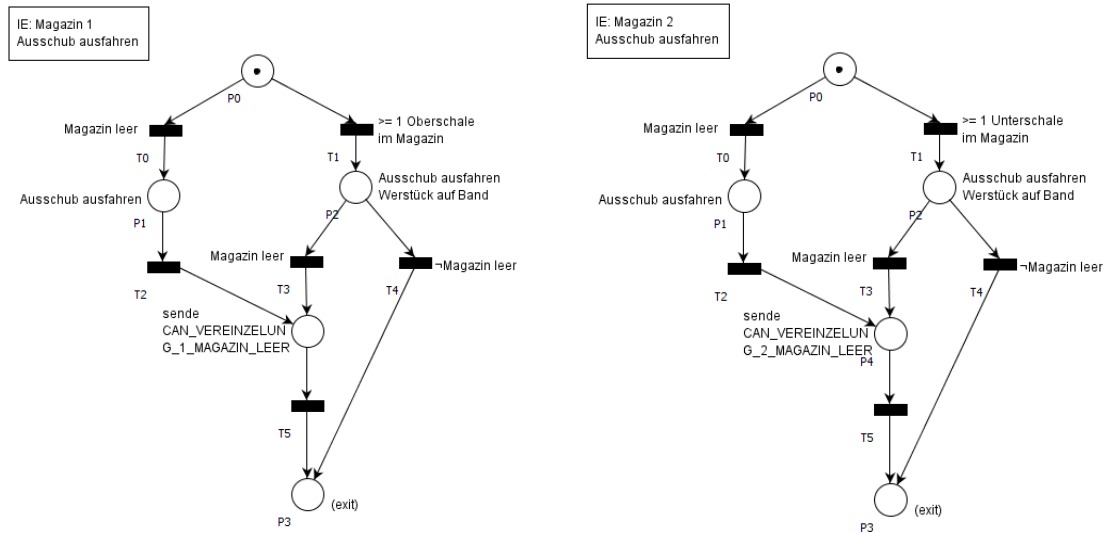 IE: Magazin 1
Ausschub ausfahren
P0
Magazin leer
>= 1 Oberschale
im Magazin
T0
T1
Ausschub ausfahren
Ausschub ausfahren
Werstück auf Band
P1
P2
Magazin leer
¬Magazin leer
T2
T3
T4
sende
CAN_VEREINZELUN
G_1_MAGAZIN_LEER)
T5
(exit)
P3
IE: Magazin 2
Ausschub ausfahren
P0
Magazin leer
>= 1 Unterschale
im Magazin
T0
T1
Ausschub ausfahren
Ausschub ausfahren
Werstück auf Band
P1
P2
Magazin leer
¬Magazin leer
T2
T3
T4
sende
CAN_VEREINZELUN
G_2_MAGAZIN_LEER)
P4
T5
(exit)
P3